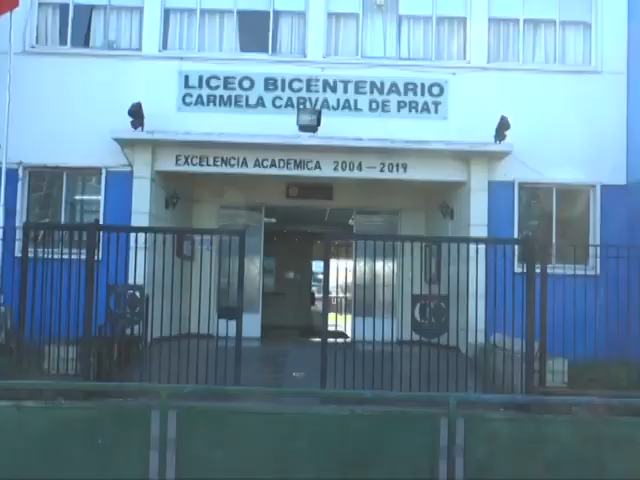 LICEO BICENTENARIO
CARMELA CARVAJAL DE PRAT
EXCELENCIA ACADEMICA 2004-2019